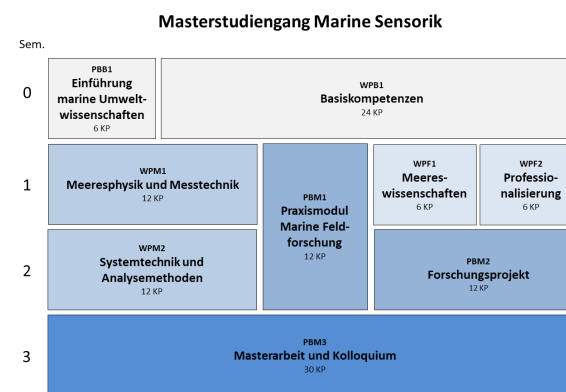 Masterstudiengang Marine Sensorik
Sem.
0
PBB1
Einführung
marine Umwelt-
wissenschaften
6 KP
WPB1
Basiskompetenzen
24 KP
1
WPM1
Meeresphysik und Messtechnik
12 KP
PBM1
Praxismodul
Marine Feld-
forschung
12 KP
WPF1
Meeres-
wissenschaften
6 KP
WPF2
Professio-
nalisierung
6 KP
2
WPM2
Systemtechnik und
Analysemethoden
12 KP
PBM2
Forschungsprojekt
12 KP
3
PBM3
Masterarbeit und Kolloquium
30 KP